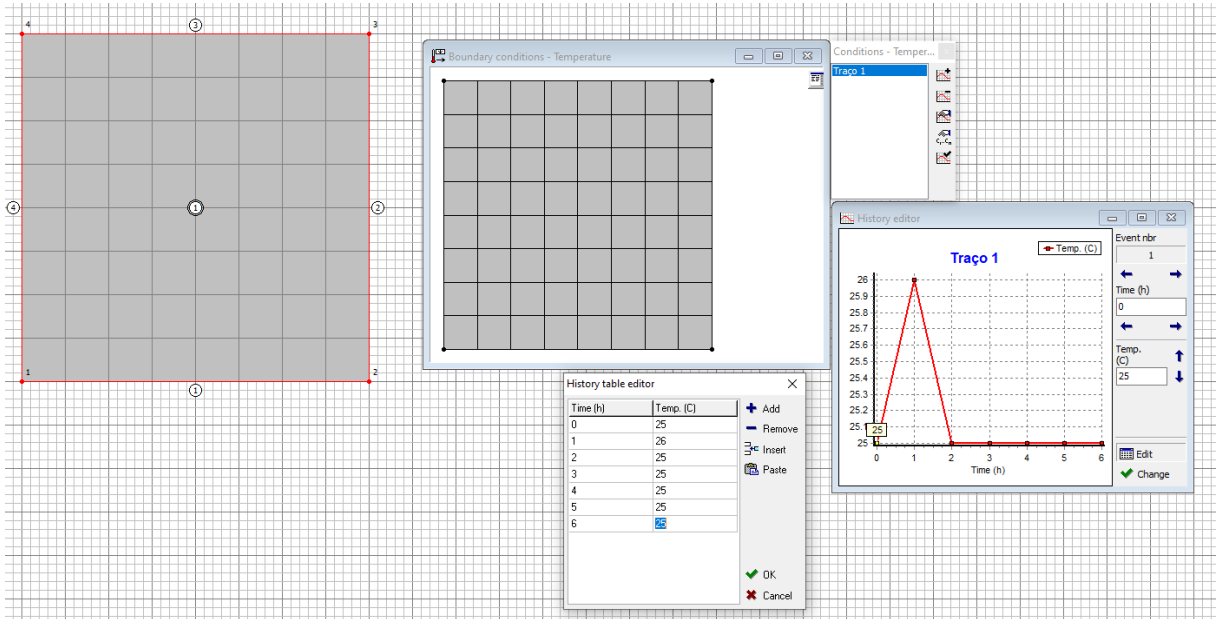 4
3
3
4
1
2
1
2
1
Boundary conditions - Temperature
Conditions - Temper...
Traço 1
History editor
Traço 1
Temp. (C)
26
25.9
25.8
25.7
25.6
25.5
25.4
25.3
25.2
25.1
25
25
0
1
2
3
4
5
6
Time (h)
Event nbr
1
Time (h)
0
Temp.
(C)
25
Edit
Change
History table editor
Time (h) Temp. (C)
0 25
1 26
2 25
3 25
4 25
5 25
6 25
Add
Remove
Insert
Paste
OK
Cancel